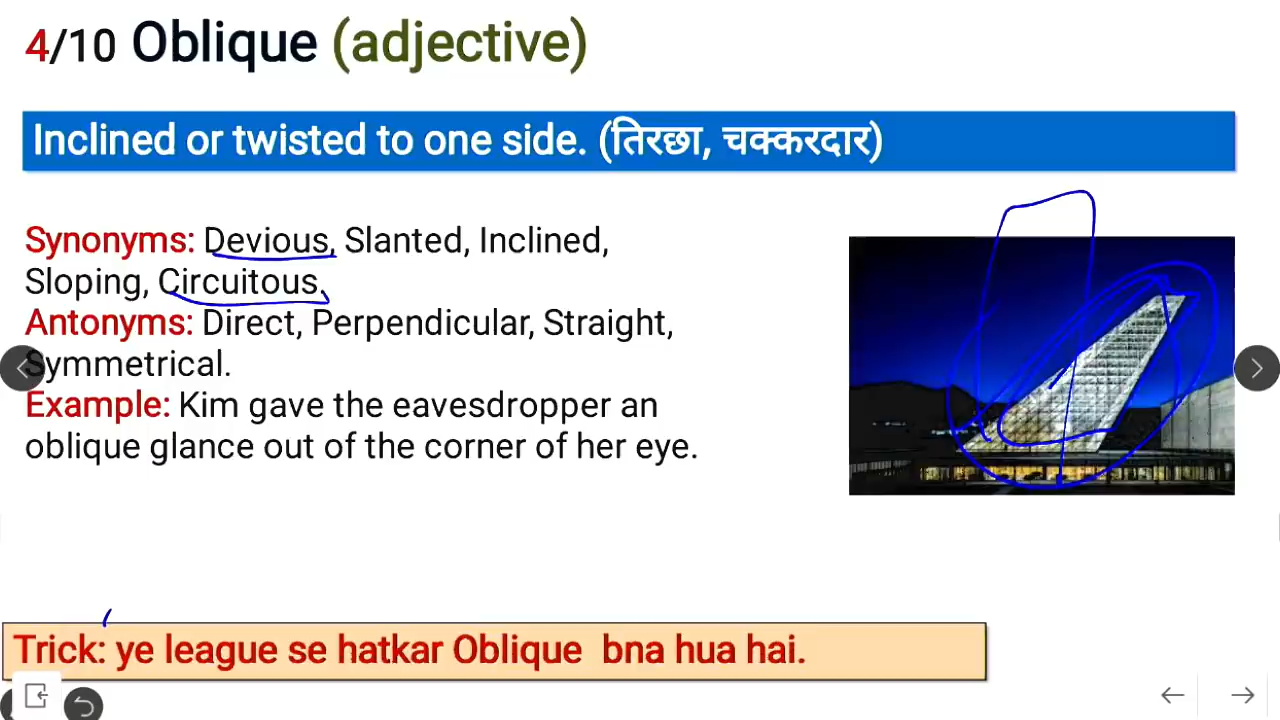 4/10 Oblique (adjective)
Inclined or twisted to one side. (तिरछा, चक्करदार)
Synonyms: Devious, Slanted, Inclined,
Sloping, Circuitous.
Antonyms: Direct, Perpendicular, Straight,
Symmetrical.
Example: Kim gave the eavesdropper an
oblique glance out of the corner of her eye.
Trick: ye league se hatkar Oblique bna hua hai.